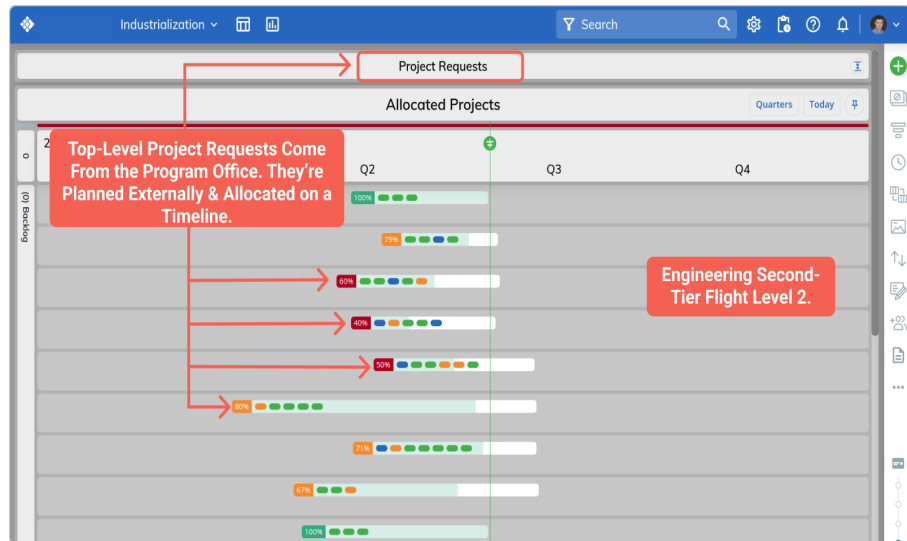 Industrialization
Search
Project Requests
Allocated Projects
Quarters
Today
2
Q2
Q3
Q4
0
(0) Backlog
Top-Level Project Requests Come
From the Program Office. They're
Planned Externally & Allocated on a
Timeline.
100%
75%
60%
Engineering Second-
Tier Flight Level 2.
40%
50%
80%
71%
67%
100%